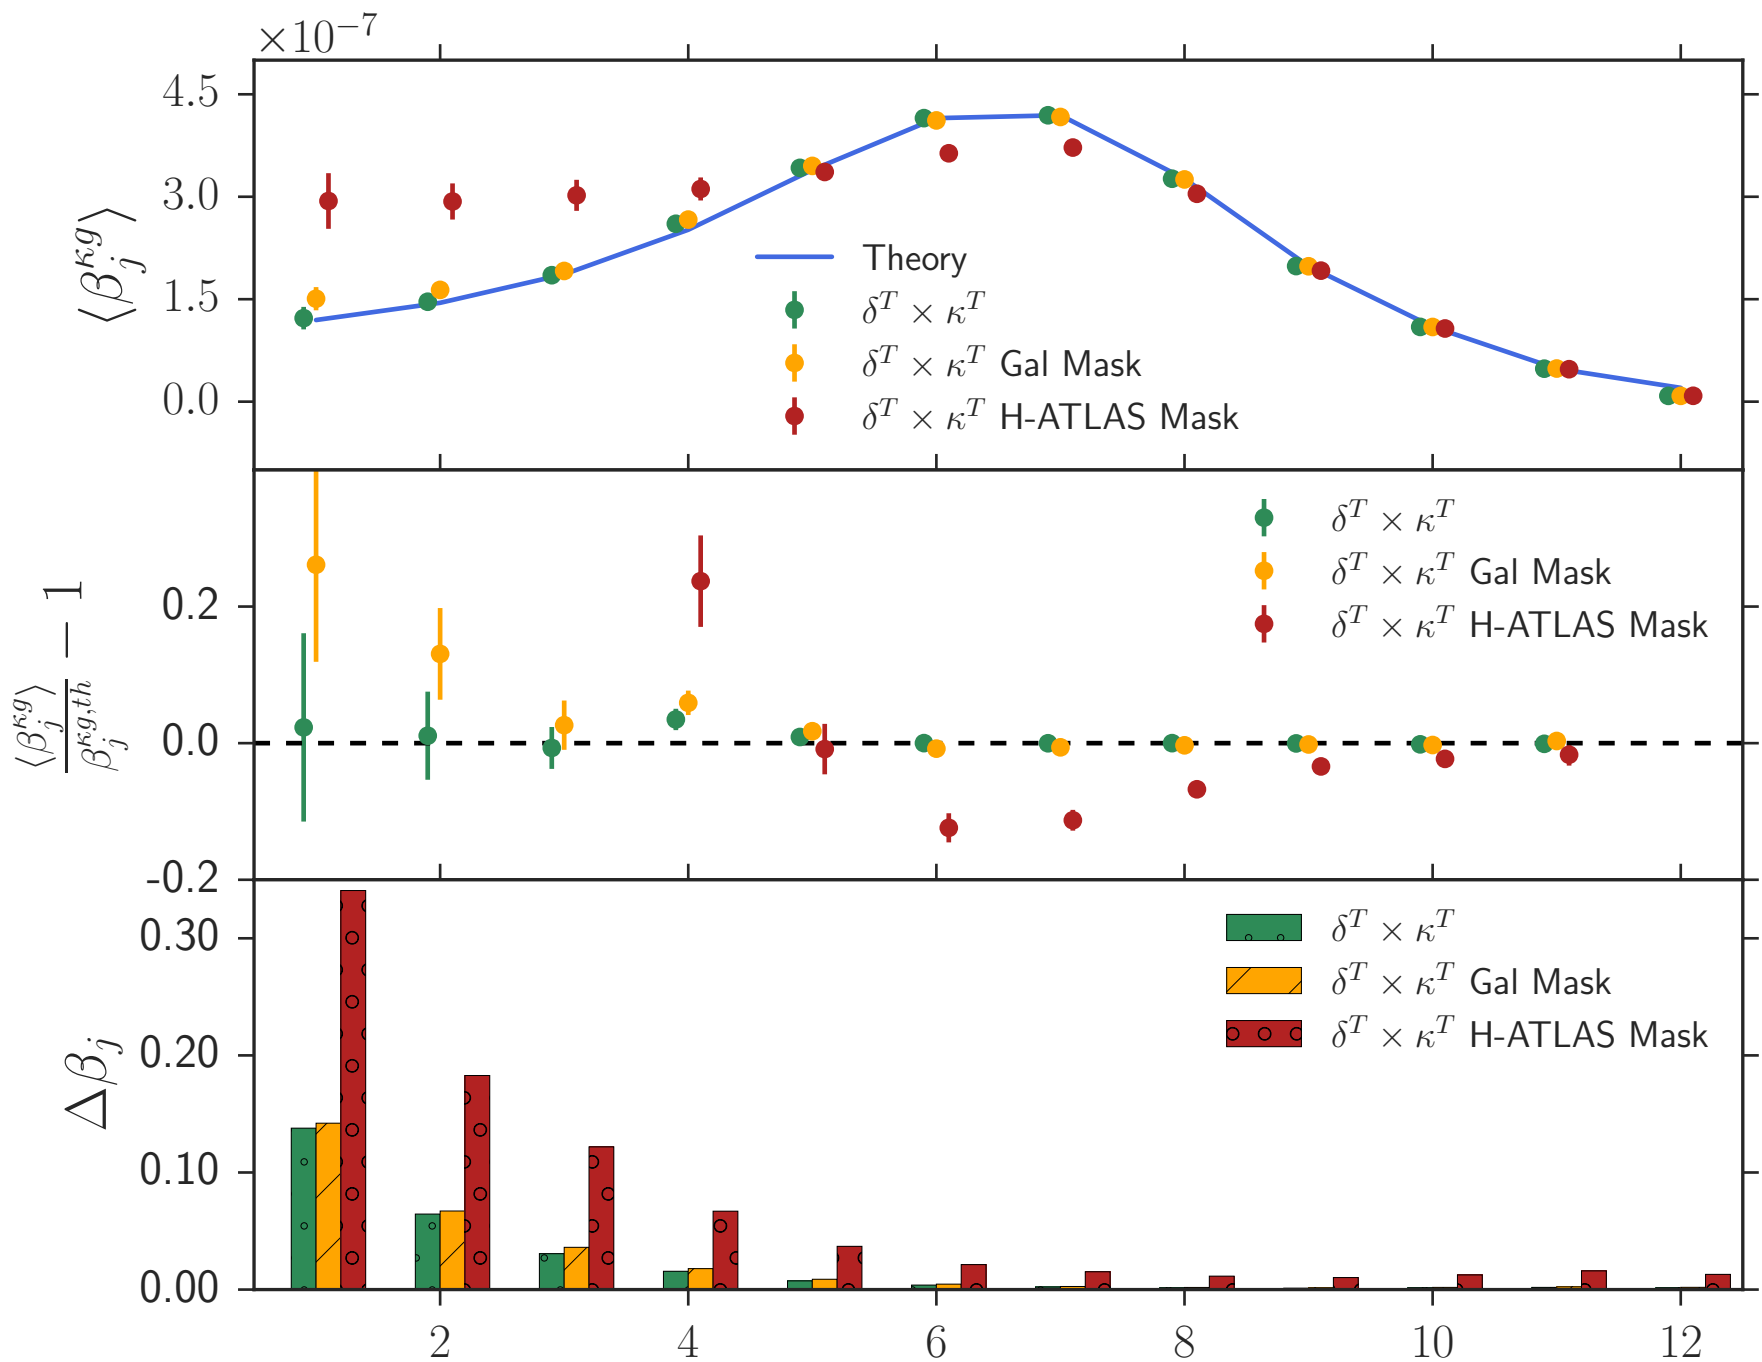 ×10⁻⁷
4.5
3.0
1.5
0.0
⟨β_j^{κg}⟩
Theory
δ^T × κ^T
δ^T × κ^T Gal Mask
δ^T × κ^T H-ATLAS Mask
0.2
0.0
-0.2
⟨β_j^{κg}⟩ / β_j^{κg,th} − 1
δ^T × κ^T
δ^T × κ^T Gal Mask
δ^T × κ^T H-ATLAS Mask
0.30
0.20
0.10
0.00
Δβ_j
δ^T × κ^T
δ^T × κ^T Gal Mask
δ^T × κ^T H-ATLAS Mask
2 4 6 8 10 12